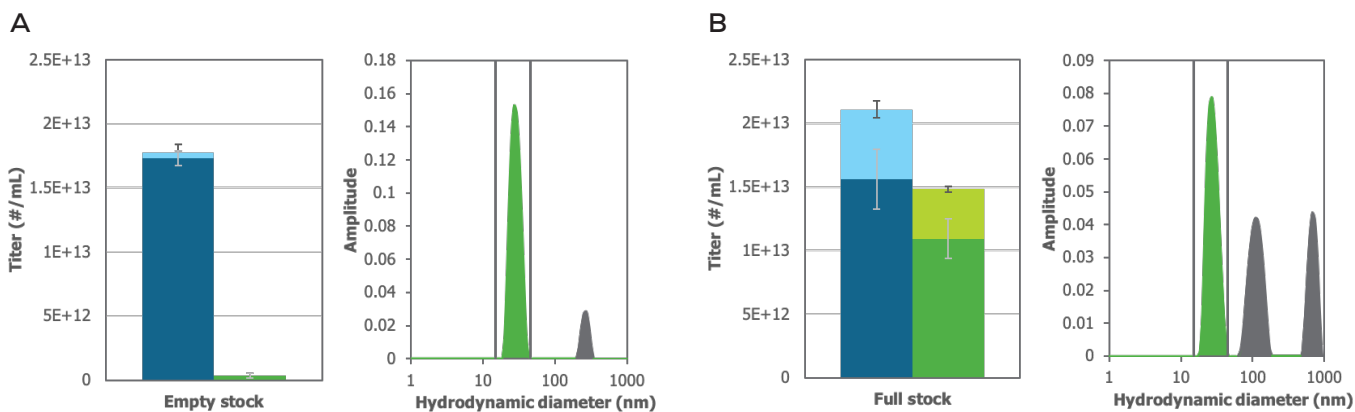 A
Titer (#/mL)
2.5E+13
2E+13
1.5E+13
1E+13
5E+12
0
Empty stock
Amplitude
0.18
0.16
0.14
0.12
0.1
0.08
0.06
0.04
0.02
0
1 10 100 1000
Hydrodynamic diameter (nm)
B
Titer (#/mL)
2.5E+13
2E+13
1.5E+13
1E+13
5E+12
0
Full stock
Amplitude
0.09
0.08
0.07
0.06
0.05
0.04
0.03
0.02
0.01
0
1 10 100 1000
Hydrodynamic diameter (nm)